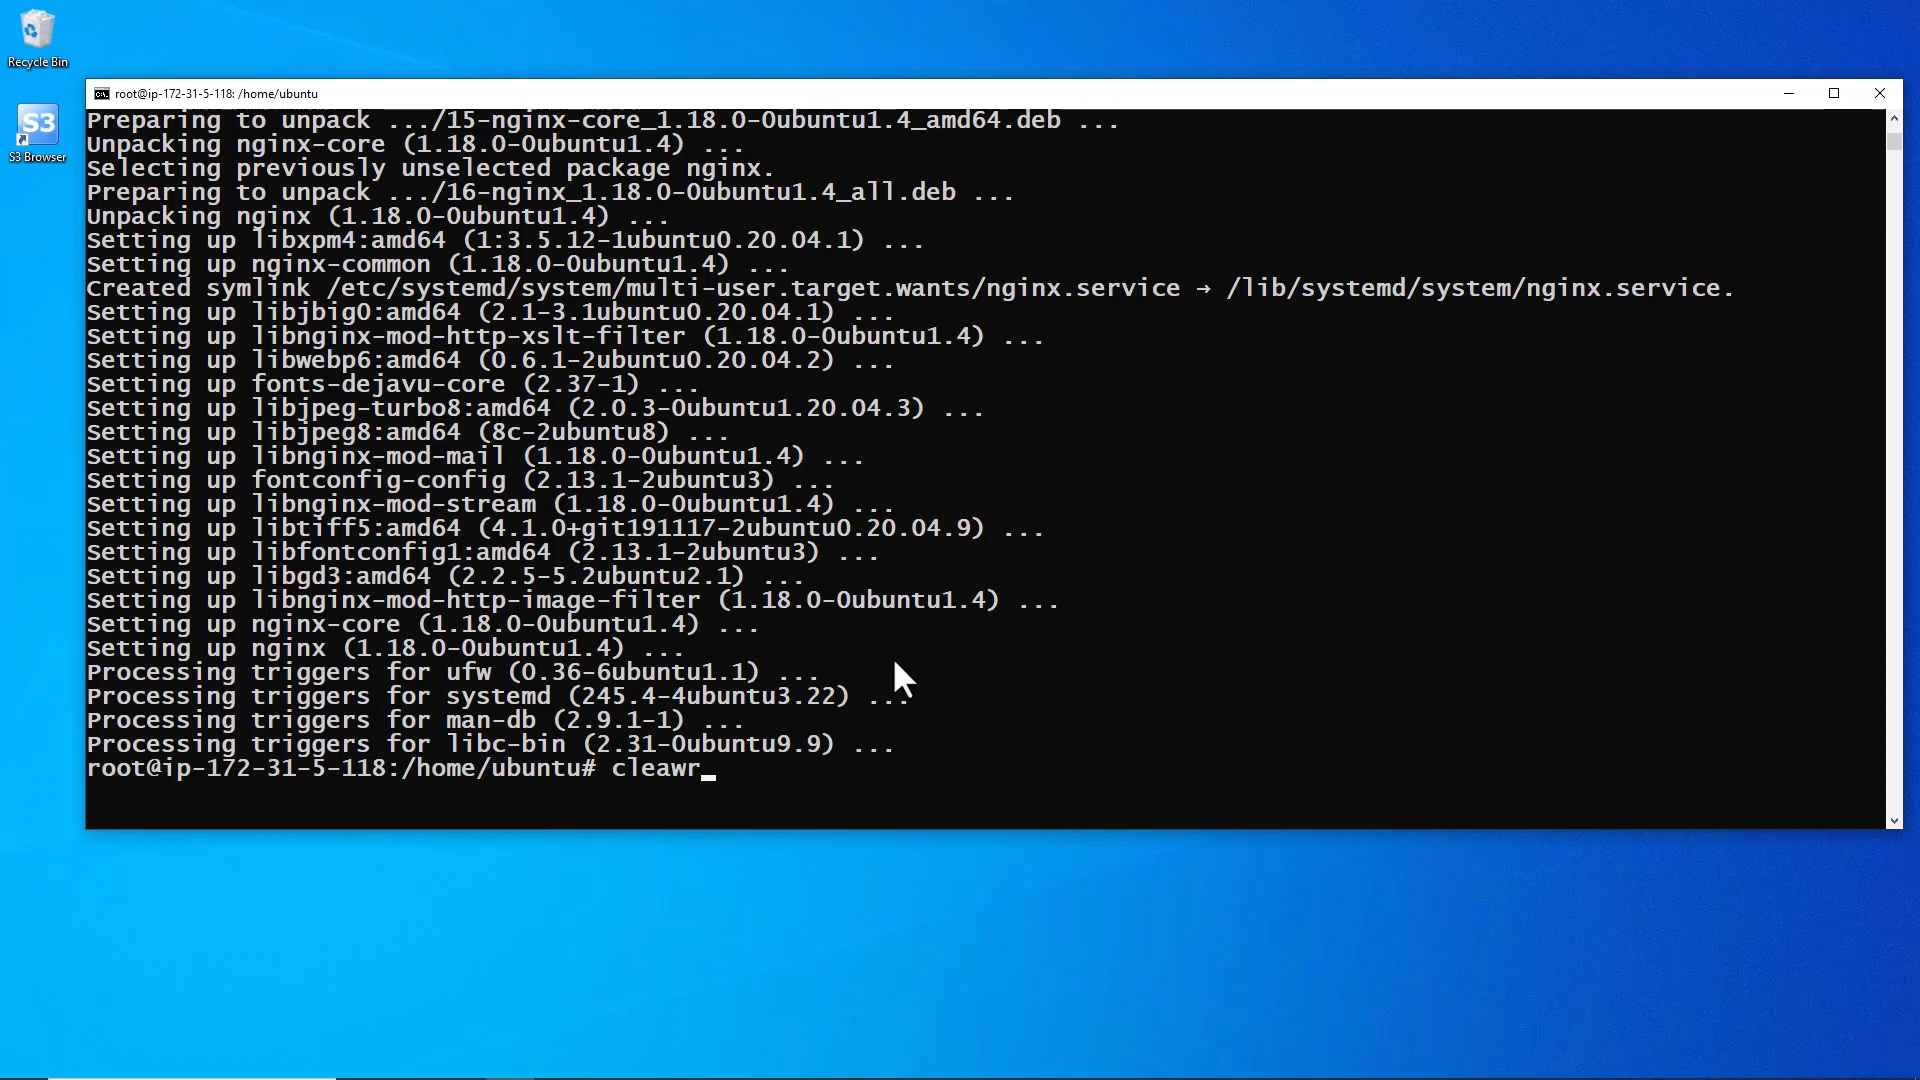 Recycle Bin
S3
S3 Browser
root@ip-172-31-5-118: /home/ubuntu
Preparing to unpack .../15-nginx-core_1.18.0-0ubuntu1.4_amd64.deb ...
Unpacking nginx-core (1.18.0-0ubuntu1.4) ...
Selecting previously unselected package nginx.
Preparing to unpack .../16-nginx_1.18.0-0ubuntu1.4_all.deb ...
Unpacking nginx (1.18.0-0ubuntu1.4) ...
Setting up libxpm4:amd64 (1:3.5.12-1ubuntu0.20.04.1) ...
Setting up nginx-common (1.18.0-0ubuntu1.4) ...
Created symlink /etc/systemd/system/multi-user.target.wants/nginx.service → /lib/systemd/system/nginx.service.
Setting up libjbig0:amd64 (2.1-3.1ubuntu0.20.04.1) ...
Setting up libnginx-mod-http-xslt-filter (1.18.0-0ubuntu1.4) ...
Setting up libwebp6:amd64 (0.6.1-2ubuntu0.20.04.2) ...
Setting up fonts-dejavu-core (2.37-1) ...
Setting up libjpeg-turbo8:amd64 (2.0.3-0ubuntu1.20.04.3) ...
Setting up libjpeg8:amd64 (8c-2ubuntu8) ...
Setting up libnginx-mod-mail (1.18.0-0ubuntu1.4) ...
Setting up fontconfig-config (2.13.1-2ubuntu3) ...
Setting up libnginx-mod-stream (1.18.0-0ubuntu1.4) ...
Setting up libtiff5:amd64 (4.1.0+git191117-2ubuntu0.20.04.9) ...
Setting up libfontconfig1:amd64 (2.13.1-2ubuntu3) ...
Setting up libgd3:amd64 (2.2.5-5.2ubuntu2.1) ...
Setting up libnginx-mod-http-image-filter (1.18.0-0ubuntu1.4) ...
Setting up nginx-core (1.18.0-0ubuntu1.4) ...
Setting up nginx (1.18.0-0ubuntu1.4) ...
Processing triggers for ufw (0.36-6ubuntu1.1) ...
Processing triggers for systemd (245.4-4ubuntu3.22) ...
Processing triggers for man-db (2.9.1-1) ...
Processing triggers for libc-bin (2.31-0ubuntu9.9) ...
root@ip-172-31-5-118:/home/ubuntu# cleawr